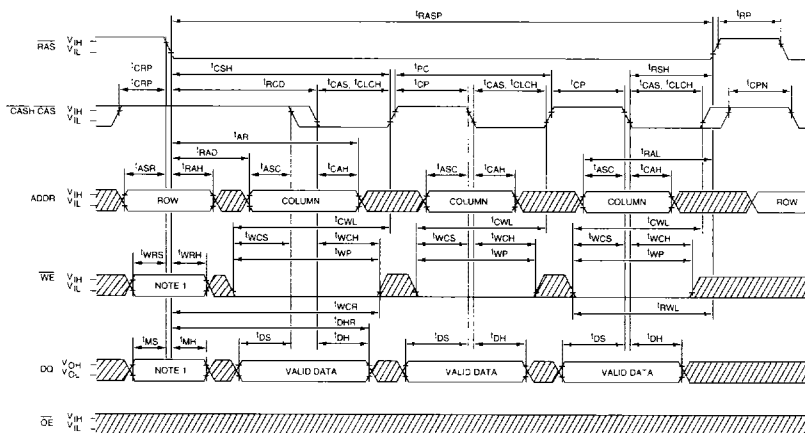 tRASP
tRP
RAS VIH
VIL
tCRP
tCSH
tPC
tRSH
tCRP
tRCD
tCAS, tCLCH
tCP
tCAS, tCLCH
tCP
tCAS, tCLCH
tCPN
CASH CAS VIH
VIL
tAR
tRAD
tRAL
tASR
tRAH
tASC
tCAH
tASC
tCAH
tASC
tCAH
ADDR VIH
VIL
ROW
COLUMN
COLUMN
COLUMN
ROW
tCWL
tCWL
tCWL
tWCS
tWCH
tWCS
tWCH
tWCS
tWCH
tWRS
tWRH
tWP
tWP
tWP
WE VIH
VIL
NOTE 1
tWCR
tRWL
tDHR
tMS
tMH
tDS
tDH
tDS
tDH
tDS
tDH
DQ VOH
VOL
NOTE 1
VALID DATA
VALID DATA
VALID DATA
OE VIH
VIL